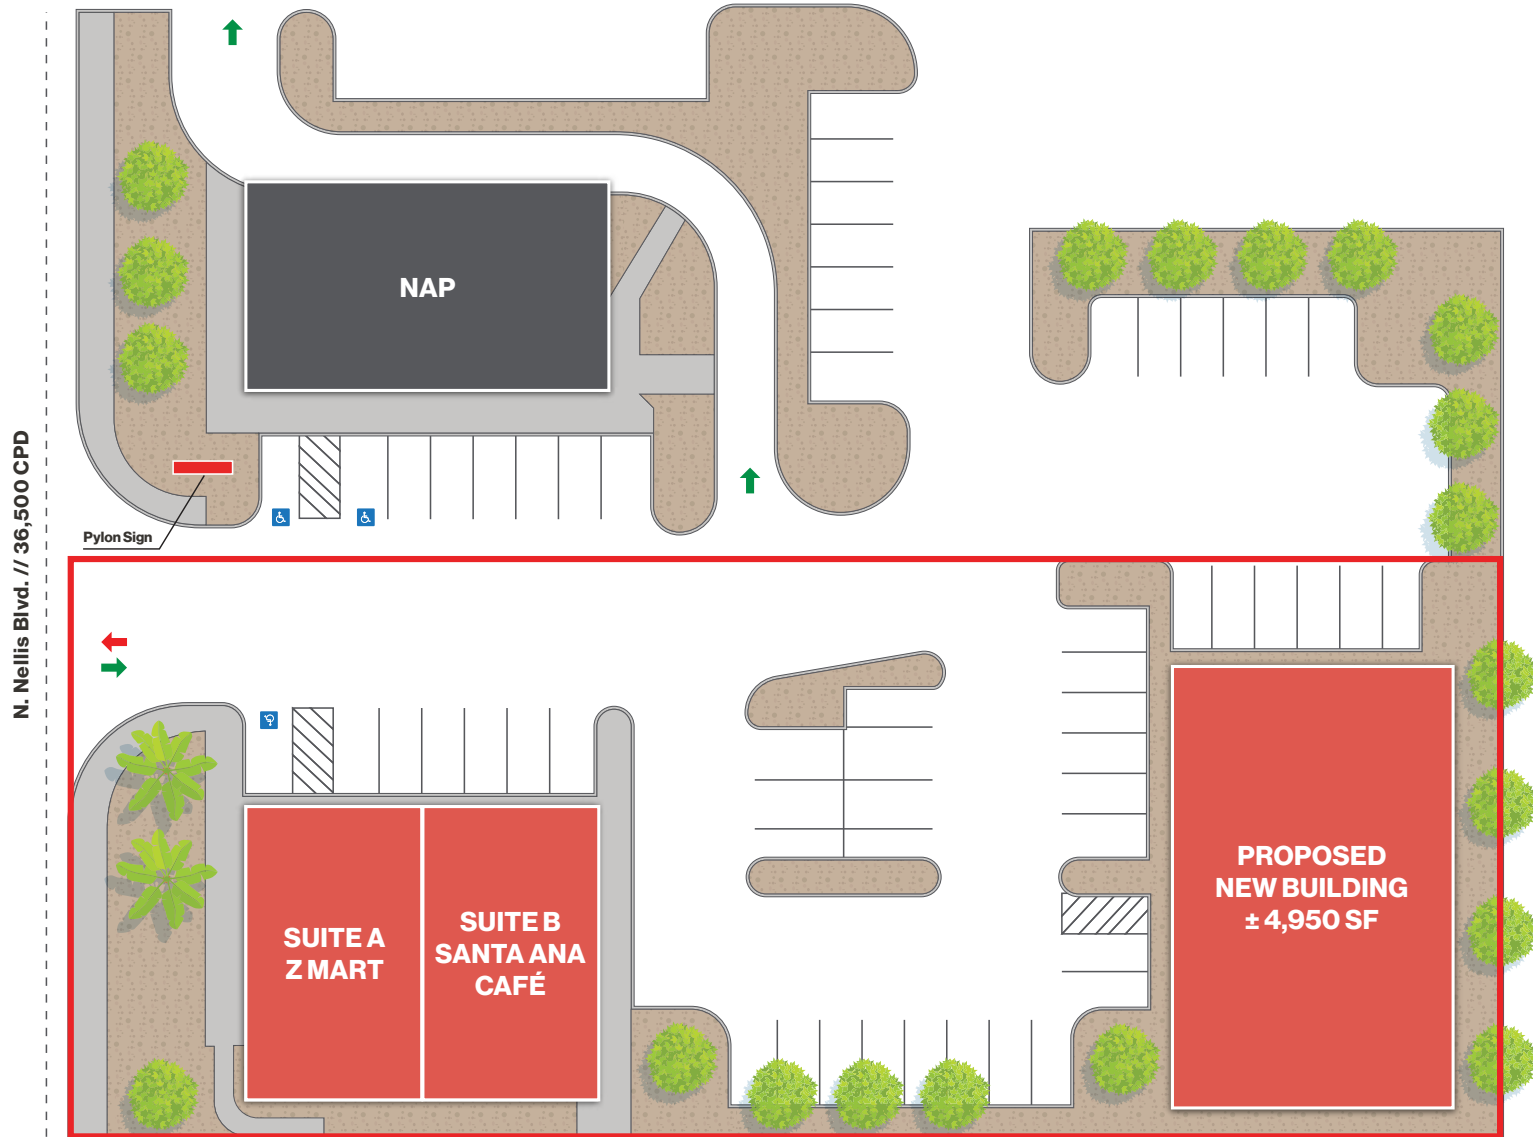 NAP
N. Nellis Blvd. // 36,500 CPD
Pylon Sign
SUITE A
Z MART
SUITE B
SANTA ANA
CAFÉ
PROPOSED
NEW BUILDING
± 4,950 SF